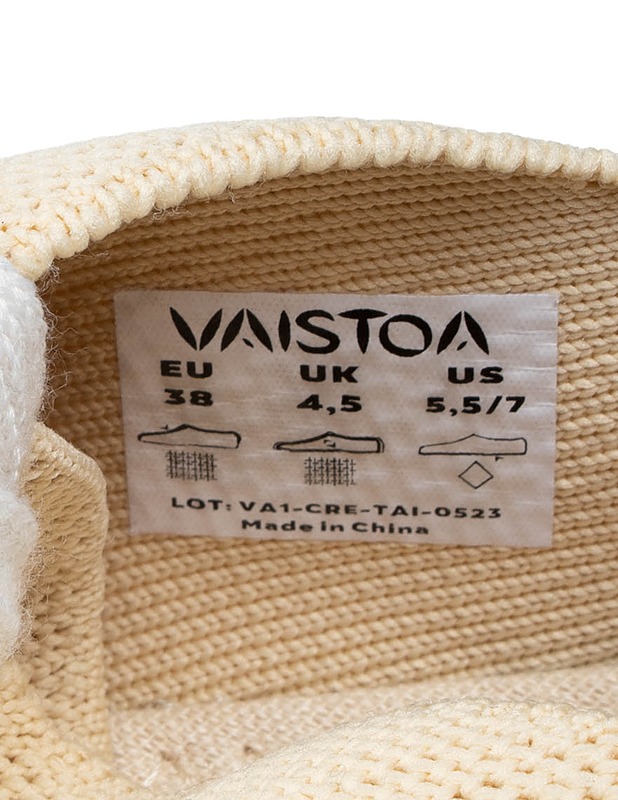 VAISTOA
EU UK US
38 4,5 5,5/7
LOT: VA1-CRE-TAI-0523
Made in China